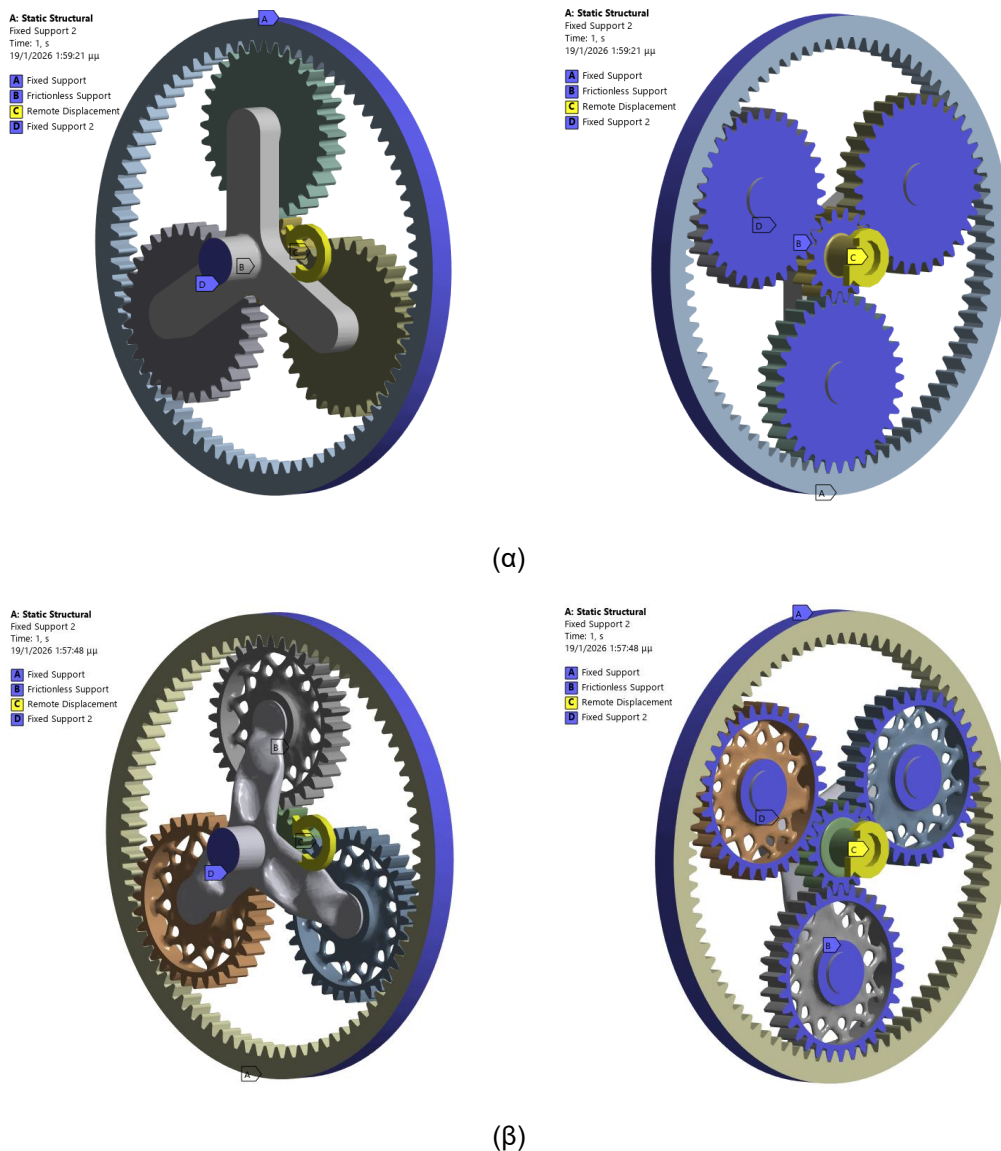 A: Static Structural
Fixed Support 2
Time: 1, s
19/1/2026 1:59:21 μμ
A Fixed Support
B Frictionless Support
C Remote Displacement
D Fixed Support 2
A
B
D
A: Static Structural
Fixed Support 2
Time: 1, s
19/1/2026 1:59:21 μμ
A Fixed Support
B Frictionless Support
C Remote Displacement
D Fixed Support 2
D
B
C
A
(α)
A: Static Structural
Fixed Support 2
Time: 1, s
19/1/2026 1:57:48 μμ
A Fixed Support
B Frictionless Support
C Remote Displacement
D Fixed Support 2
B
D
A
A: Static Structural
Fixed Support 2
Time: 1, s
19/1/2026 1:57:48 μμ
A Fixed Support
B Frictionless Support
C Remote Displacement
D Fixed Support 2
A
D
C
B
(β)